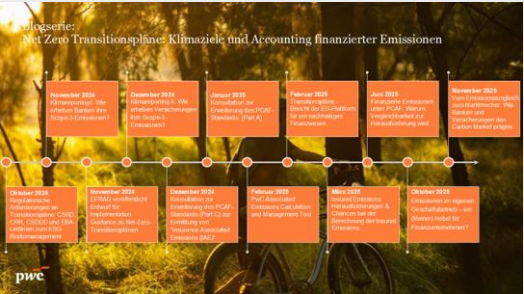 Blogserie:
Net Zero Transitionspläne: Klimaziele und Accounting finanzierter Emissionen
November 2024
Klimareporting I: Wie
erheben Banken ihre
Scope-3-
Emissionen?
Dezember 2024
Klimareporting II: Wie
erheben Versicherungen
ihre Scope-3-
Emissionen?
Januar 2025
Konsultation zur
Erweiterung des PCAF-
Standards (Part A)
Februar 2025
Transitionspläne-
Bericht der EU-Plattform
für ein nachhaltiges
Finanzwesen
Juni 2025
Finanzierte Emissionen
unter PCAF: Warum
Vergleichbarkeit zur
Herausforderung wird
November 2025
Vom Emissionsausgleich
zum Marktmacher: Wie
Banken und
Versicherungen den
Carbon Market prägen
Oktober 2024
Regulatorische
Anforderungen an
Transitionspläne: CSRD,
CRR, CSDDD und EBA-
Leitlinien zum ESG-
Risikomanagement
November 2024
EFRAG veröffentlicht
Entwurf für
Implementation
Guidance zu Net-Zero-
Transitionsplänen
Dezember 2024
Konsultation zur
Erweiterung des PCAF-
Standards (Part C) zur
Ermittlung von
"Insurance Associated
Emissions (IAE)"
Februar 2025
PwC Associated
Emissions Calculation
and Management Tool
März 2025
Insured Emissions:
Herausforderungen &
Chancen bei der
Berechnung der Insured
Emissions
Oktober 2025
Emissionen im eigenen
Geschäftsbetrieb – ein
(kleiner) Hebel für
Finanzunternehmen?
pwc